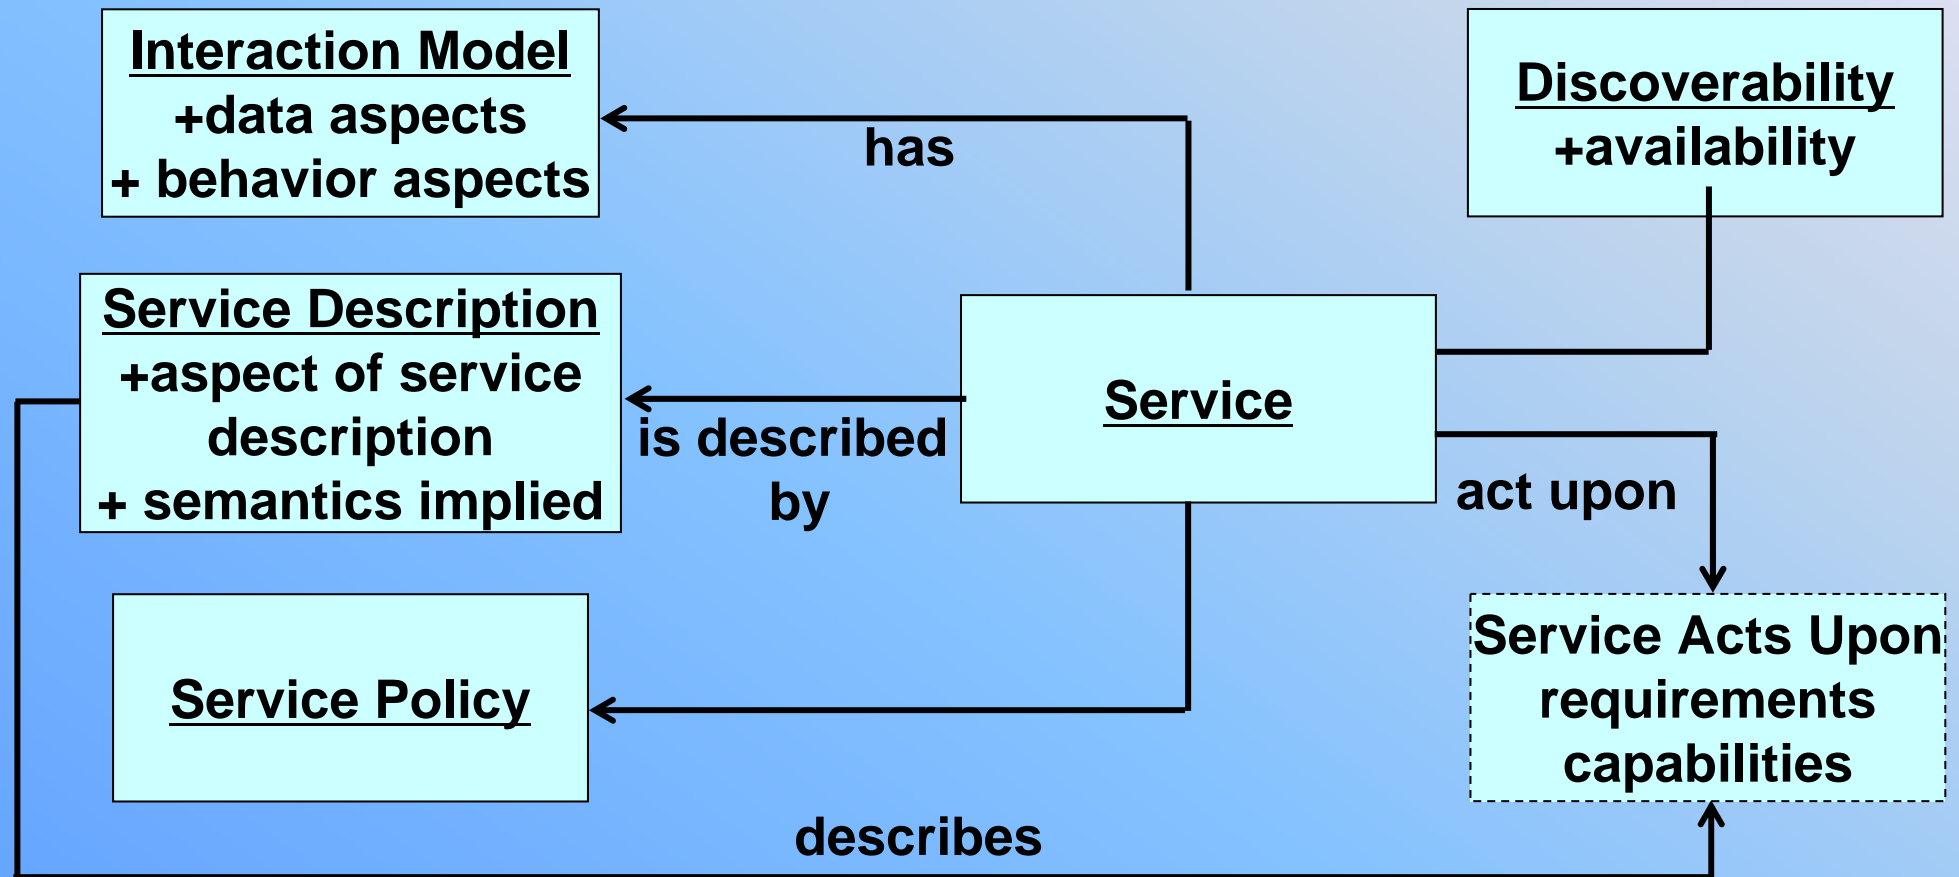 Interaction Model
+data aspects
+ behavior aspects
has
Discoverability
+availability
Service Description
+aspect of service
description
+ semantics implied
is described
by
Service
act upon
Service Policy
Service Acts Upon
requirements
capabilities
describes